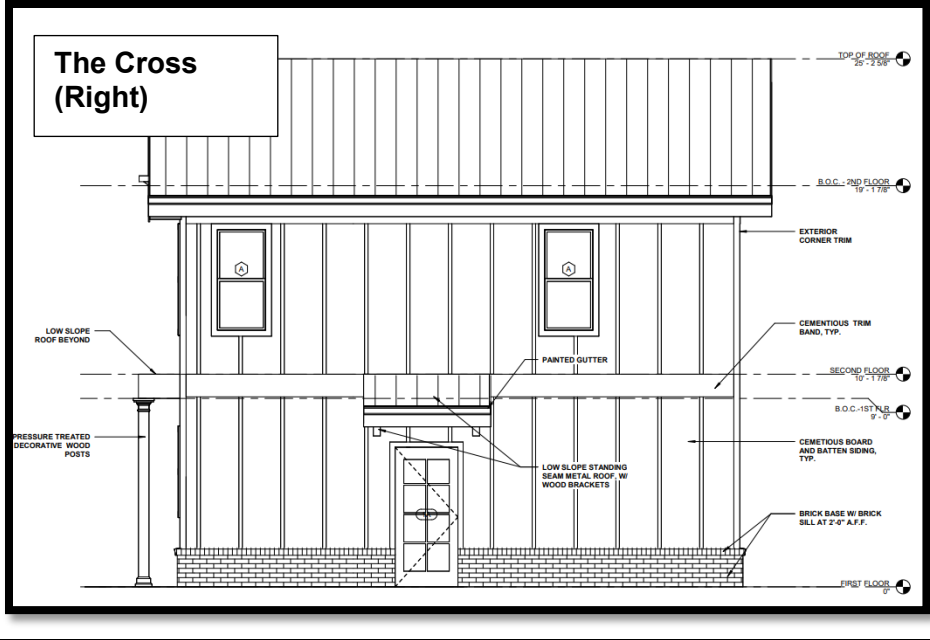 The Cross
(Right)
TOP OF ROOF
25' - 2 5/8"
B.O.C. - 2ND FLOOR
19' - 1 7/8"
EXTERIOR
CORNER TRIM
A
A
LOW SLOPE
ROOF BEYOND
CEMENTIOUS TRIM
BAND, TYP.
PAINTED GUTTER
SECOND FLOOR
10' - 1 7/8"
B.O.C.-1ST FLR
9' - 0"
PRESSURE TREATED
DECORATIVE WOOD
POSTS
CEMETIOUS BOARD
AND BATTEN SIDING,
TYP.
LOW SLOPE STANDING
SEAM METAL ROOF, W/
WOOD BRACKETS
BRICK BASE W/ BRICK
SILL AT 2'-0" A.F.F.
FIRST FLOOR
0"